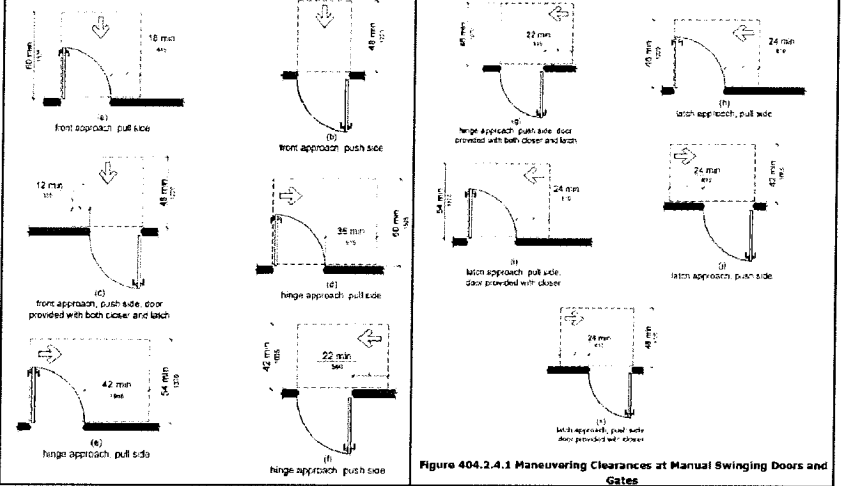 60 min
18 min
(a)
front approach, pull side
48 min
(b)
front approach, push side
12 min
48 min
(c)
front approach, push side, door
provided with both closer and latch
36 min
60 min
(d)
hinge approach, pull side
42 min
54 min
(e)
hinge approach, pull side
42 min
22 min
(f)
hinge approach, push side
22 min
(g)
hinge approach, push side, door
provided with both closer and latch
24 min
(h)
latch approach, pull side
54 min
24 min
(i)
latch approach, pull side,
door provided with closer
24 min
42 min
(j)
latch approach, push side
24 min
48 min
latch approach, push side
door provided with closer
Figure 404.2.4.1 Maneuvering Clearances at Manual Swinging Doors and
Gates